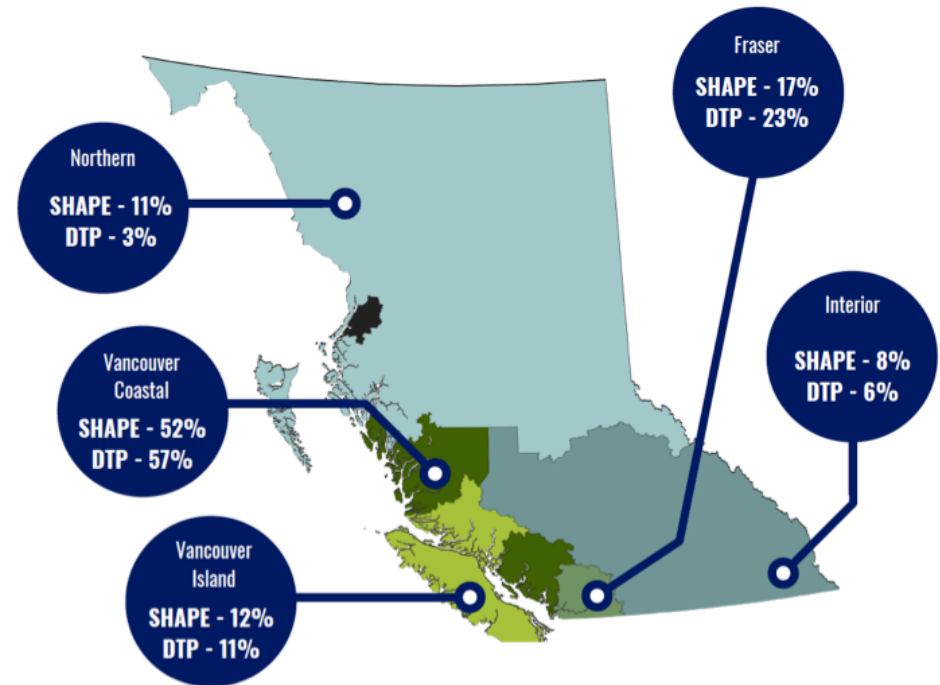 Fraser
SHAPE - 17%
DTP - 23%
Northern
SHAPE - 11%
DTP - 3%
Interior
SHAPE - 8%
DTP - 6%
Vancouver
Coastal
SHAPE - 52%
DTP - 57%
Vancouver
Island
SHAPE - 12%
DTP - 11%